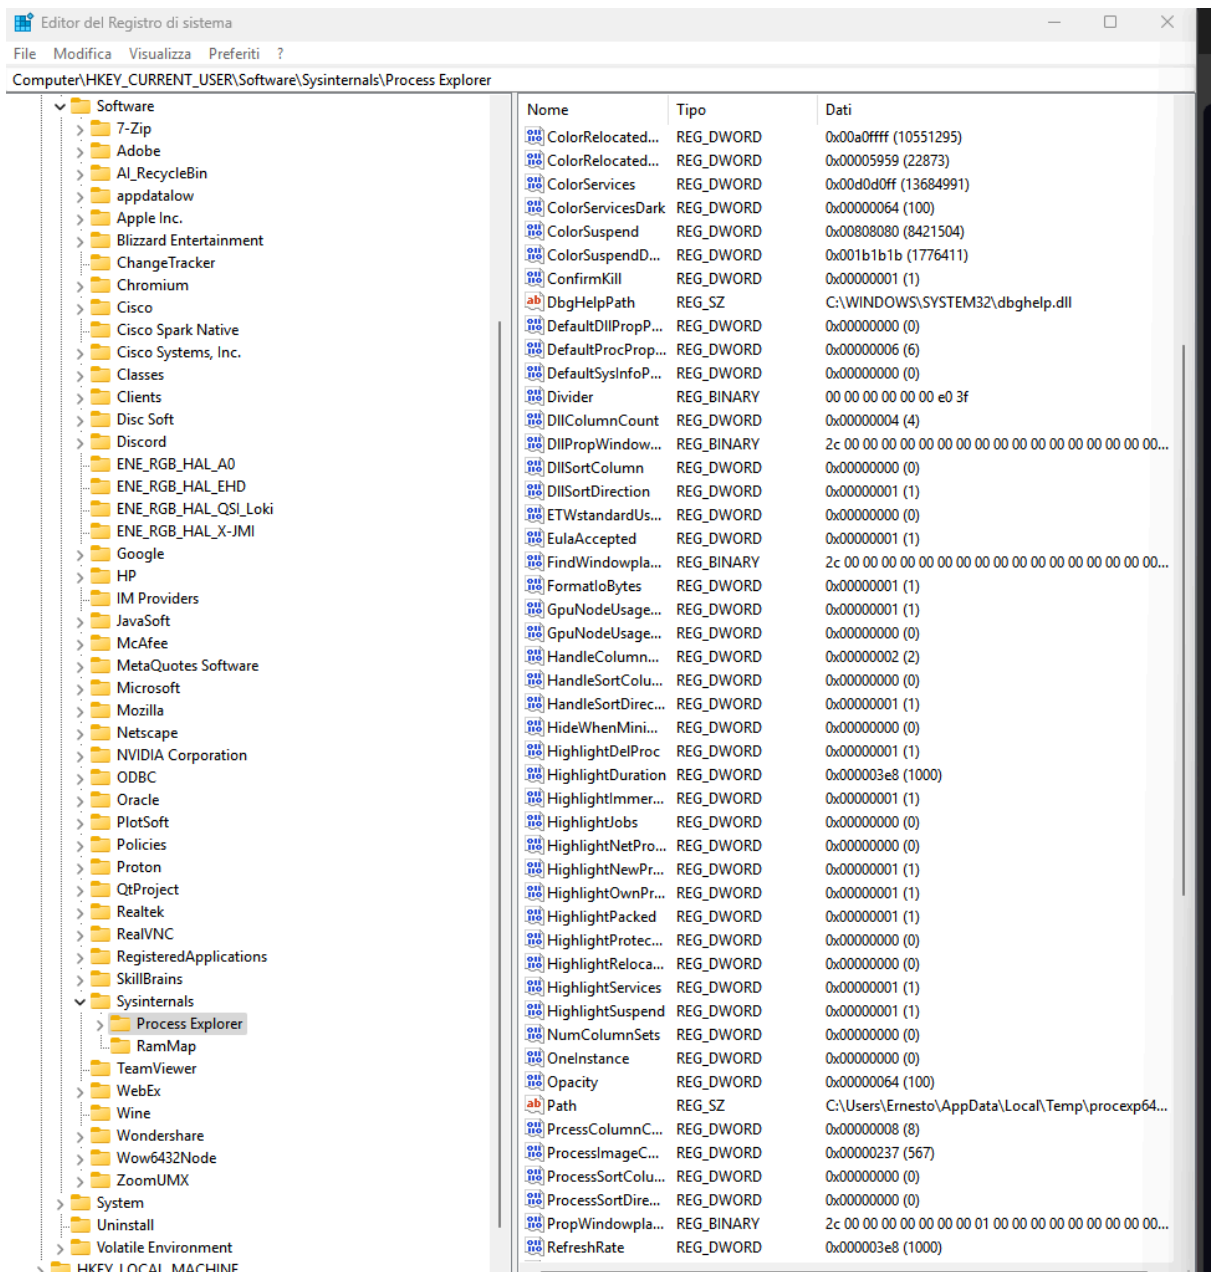 Editor del Registro di sistema
File Modifica Visualizza Preferiti ?
Computer\HKEY_CURRENT_USER\Software\Sysinternals\Process Explorer
Software
7-Zip
Adobe
AI_RecycleBin
appdatalow
Apple Inc.
Blizzard Entertainment
ChangeTracker
Chromium
Cisco
Cisco Spark Native
Cisco Systems, Inc.
Classes
Clients
Disc Soft
Discord
ENE_RGB_HAL_A0
ENE_RGB_HAL_EHD
ENE_RGB_HAL_QSI_Loki
ENE_RGB_HAL_X-JMI
Google
HP
IM Providers
JavaSoft
McAfee
MetaQuotes Software
Microsoft
Mozilla
Netscape
NVIDIA Corporation
ODBC
Oracle
PlotSoft
Policies
Proton
QtProject
Realtek
RealVNC
RegisteredApplications
SkillBrains
Sysinternals
Process Explorer
RamMap
TeamViewer
WebEx
Wine
Wondershare
Wow6432Node
ZoomUMX
System
Uninstall
Volatile Environment
HKEY_LOCAL_MACHINE
Nome Tipo Dati
ColorRelocated... REG_DWORD 0x00a0ffff (10551295)
ColorRelocated... REG_DWORD 0x00005959 (22873)
ColorServices REG_DWORD 0x00d0d0ff (13684991)
ColorServicesDark REG_DWORD 0x00000064 (100)
ColorSuspend REG_DWORD 0x00808080 (8421504)
ColorSuspendD... REG_DWORD 0x001b1b1b (1776411)
ConfirmKill REG_DWORD 0x00000001 (1)
DbgHelpPath REG_SZ C:\WINDOWS\SYSTEM32\dbghelp.dll
DefaultDllPropP... REG_DWORD 0x00000000 (0)
DefaultProcProp... REG_DWORD 0x00000006 (6)
DefaultSysInfoP... REG_DWORD 0x00000000 (0)
Divider REG_BINARY 00 00 00 00 00 00 e0 3f
DllColumnCount REG_DWORD 0x00000004 (4)
DllPropWindow... REG_BINARY 2c 00 00 00 00 00 00 00 00 00 00 00 00 00 00 00 00 00...
DllSortColumn REG_DWORD 0x00000000 (0)
DllSortDirection REG_DWORD 0x00000001 (1)
ETWstandardUs... REG_DWORD 0x00000000 (0)
EulaAccepted REG_DWORD 0x00000001 (1)
FindWindowpla... REG_BINARY 2c 00 00 00 00 00 00 00 00 00 00 00 00 00 00 00 00 00...
FormatIoBytes REG_DWORD 0x00000001 (1)
GpuNodeUsage... REG_DWORD 0x00000001 (1)
GpuNodeUsage... REG_DWORD 0x00000000 (0)
HandleColumn... REG_DWORD 0x00000002 (2)
HandleSortColu... REG_DWORD 0x00000000 (0)
HandleSortDirec... REG_DWORD 0x00000001 (1)
HideWhenMini... REG_DWORD 0x00000000 (0)
HighlightDelProc REG_DWORD 0x00000001 (1)
HighlightDuration REG_DWORD 0x000003e8 (1000)
HighlightImmer... REG_DWORD 0x00000001 (1)
HighlightJobs REG_DWORD 0x00000000 (0)
HighlightNetPro... REG_DWORD 0x00000000 (0)
HighlightNewPr... REG_DWORD 0x00000001 (1)
HighlightOwnPr... REG_DWORD 0x00000001 (1)
HighlightPacked REG_DWORD 0x00000001 (1)
HighlightProtec... REG_DWORD 0x00000000 (0)
HighlightReloca... REG_DWORD 0x00000000 (0)
HighlightServices REG_DWORD 0x00000001 (1)
HighlightSuspend REG_DWORD 0x00000001 (1)
NumColumnSets REG_DWORD 0x00000000 (0)
OneInstance REG_DWORD 0x00000000 (0)
Opacity REG_DWORD 0x00000064 (100)
Path REG_SZ C:\Users\Ernesto\AppData\Local\Temp\procexp64...
PrcessColumnC... REG_DWORD 0x00000008 (8)
ProcessImageC... REG_DWORD 0x00000237 (567)
ProcessSortColu... REG_DWORD 0x00000000 (0)
ProcessSortDire... REG_DWORD 0x00000000 (0)
PropWindowpla... REG_BINARY 2c 00 00 00 00 00 00 00 01 00 00 00 00 00 00 00 00 00...
RefreshRate REG_DWORD 0x000003e8 (1000)